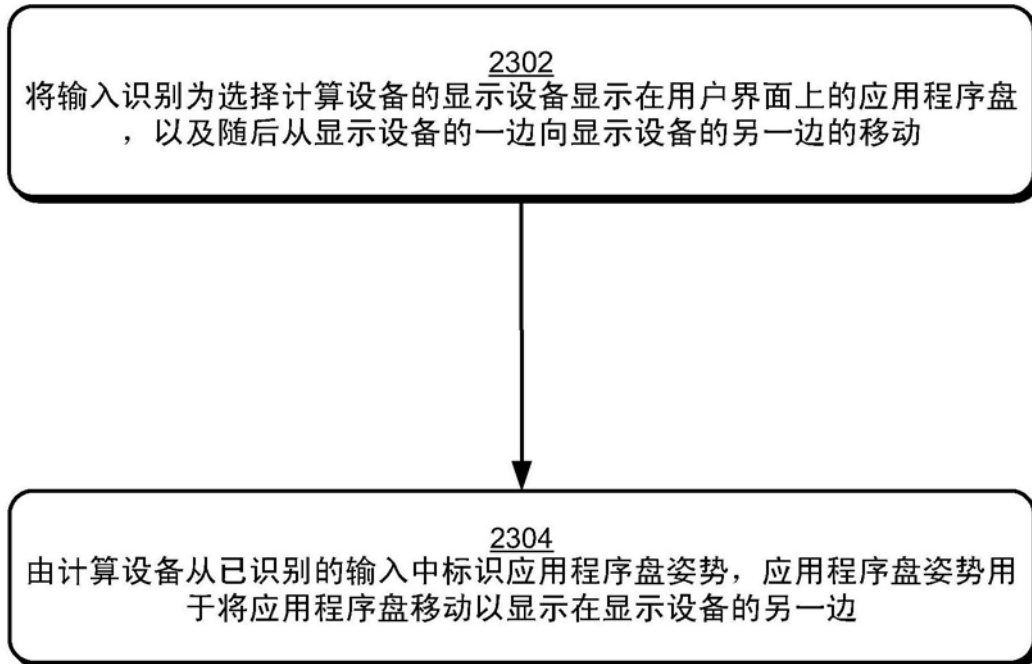 2302
将输入识别为选择计算设备的显示设备显示在用户界面上的应用程序盘
，以及随后从显示设备的一边向显示设备的另一边的移动
2304
由计算设备从已识别的输入中标识应用程序盘姿势，应用程序盘姿势用
于将应用程序盘移动以显示在显示设备的另一边